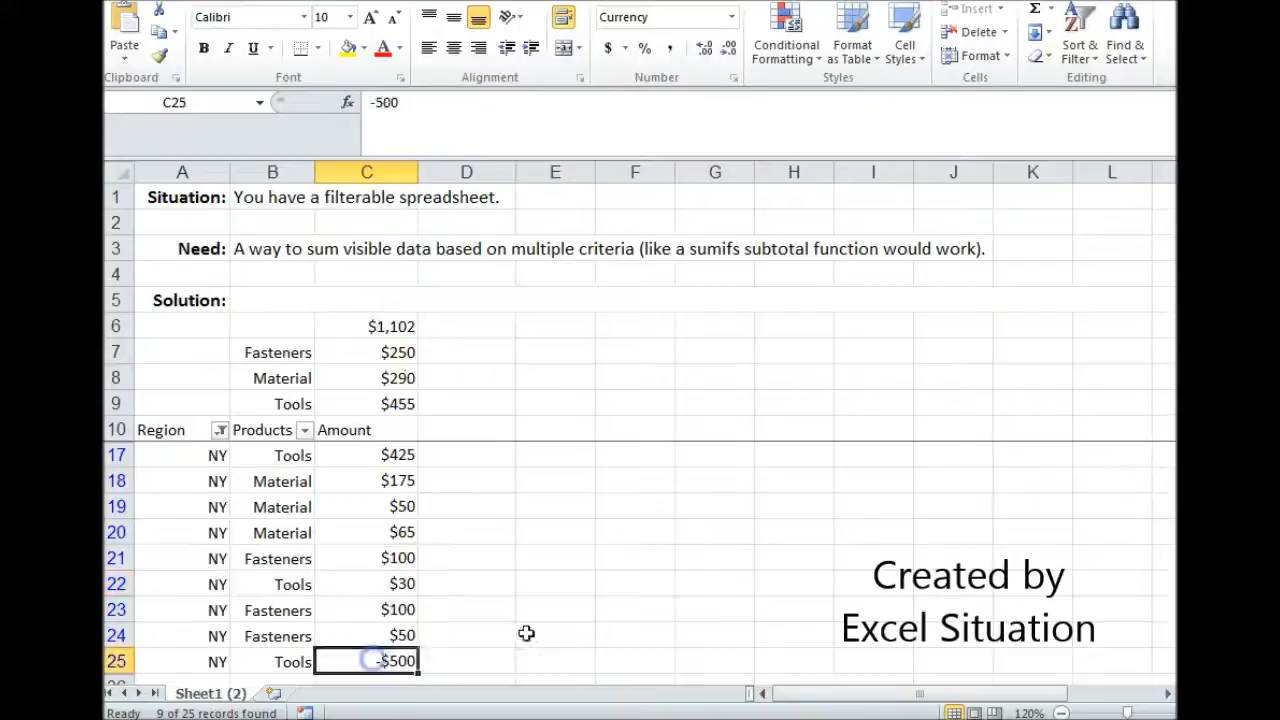 Calibri 10 Currency Insert Σ
Paste B I U $ % , .00 Conditional Format Cell Delete Sort & Find &
Formatting as Table Styles Format Filter Select
Clipboard Font Alignment Number Styles Cells Editing
C25 fx -500
A B C D E F G H I J K L
1 Situation: You have a filterable spreadsheet.
2
3 Need: A way to sum visible data based on multiple criteria (like a sumifs subtotal function would work).
4
5 Solution:
6 $1,102
7 Fasteners $250
8 Material $290
9 Tools $455
10 Region Products Amount
17 NY Tools $425
18 NY Material $175
19 NY Material $50
20 NY Material $65
21 NY Fasteners $100
22 NY Tools $30
23 NY Fasteners $100
24 NY Fasteners $50
25 NY Tools -$500
Created by
Excel Situation
Sheet1 (2)
Ready 9 of 25 records found 120%